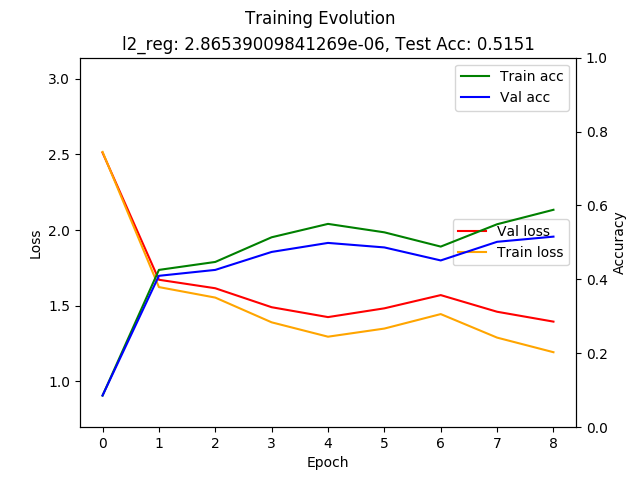 Training Evolution
l2_reg: 2.86539009841269e-06, Test Acc: 0.5151
Train acc
Val acc
Val loss
Train loss
3.0
2.5
2.0
1.5
1.0
Loss
1.0
0.8
0.6
0.4
0.2
0.0
Accuracy
0 1 2 3 4 5 6 7 8
Epoch